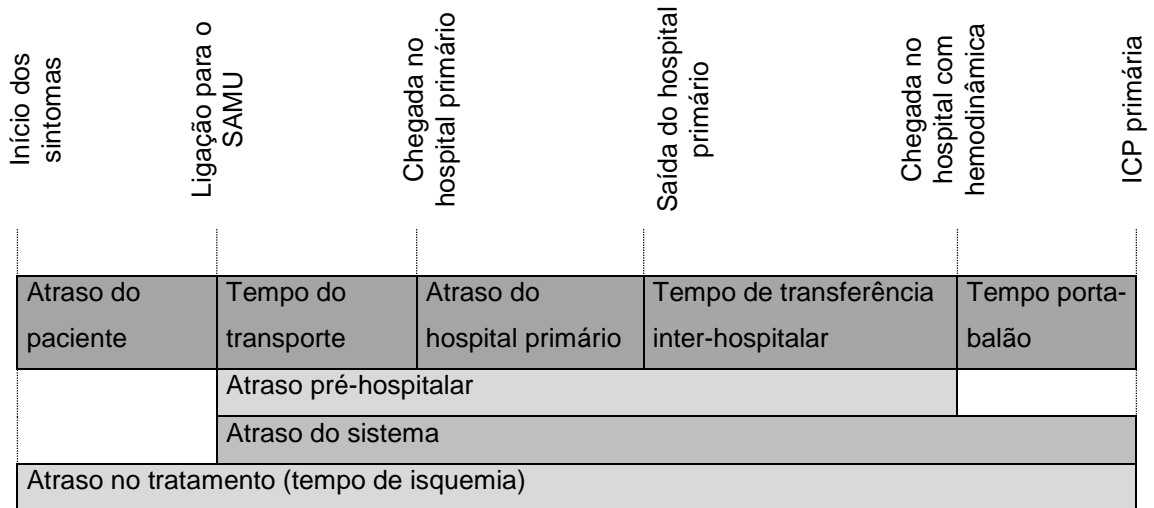 Início dos
sintomas
Ligação para o
SAMU
Chegada no
hospital primário
Saída do hospital
primário
Chegada no
hospital com
hemodinâmica
ICP primária
Atraso do
paciente
Tempo do
transporte
Atraso do
hospital primário
Tempo de transferência
inter-hospitalar
Tempo porta-
balão
Atraso pré-hospitalar
Atraso do sistema
Atraso no tratamento (tempo de isquemia)